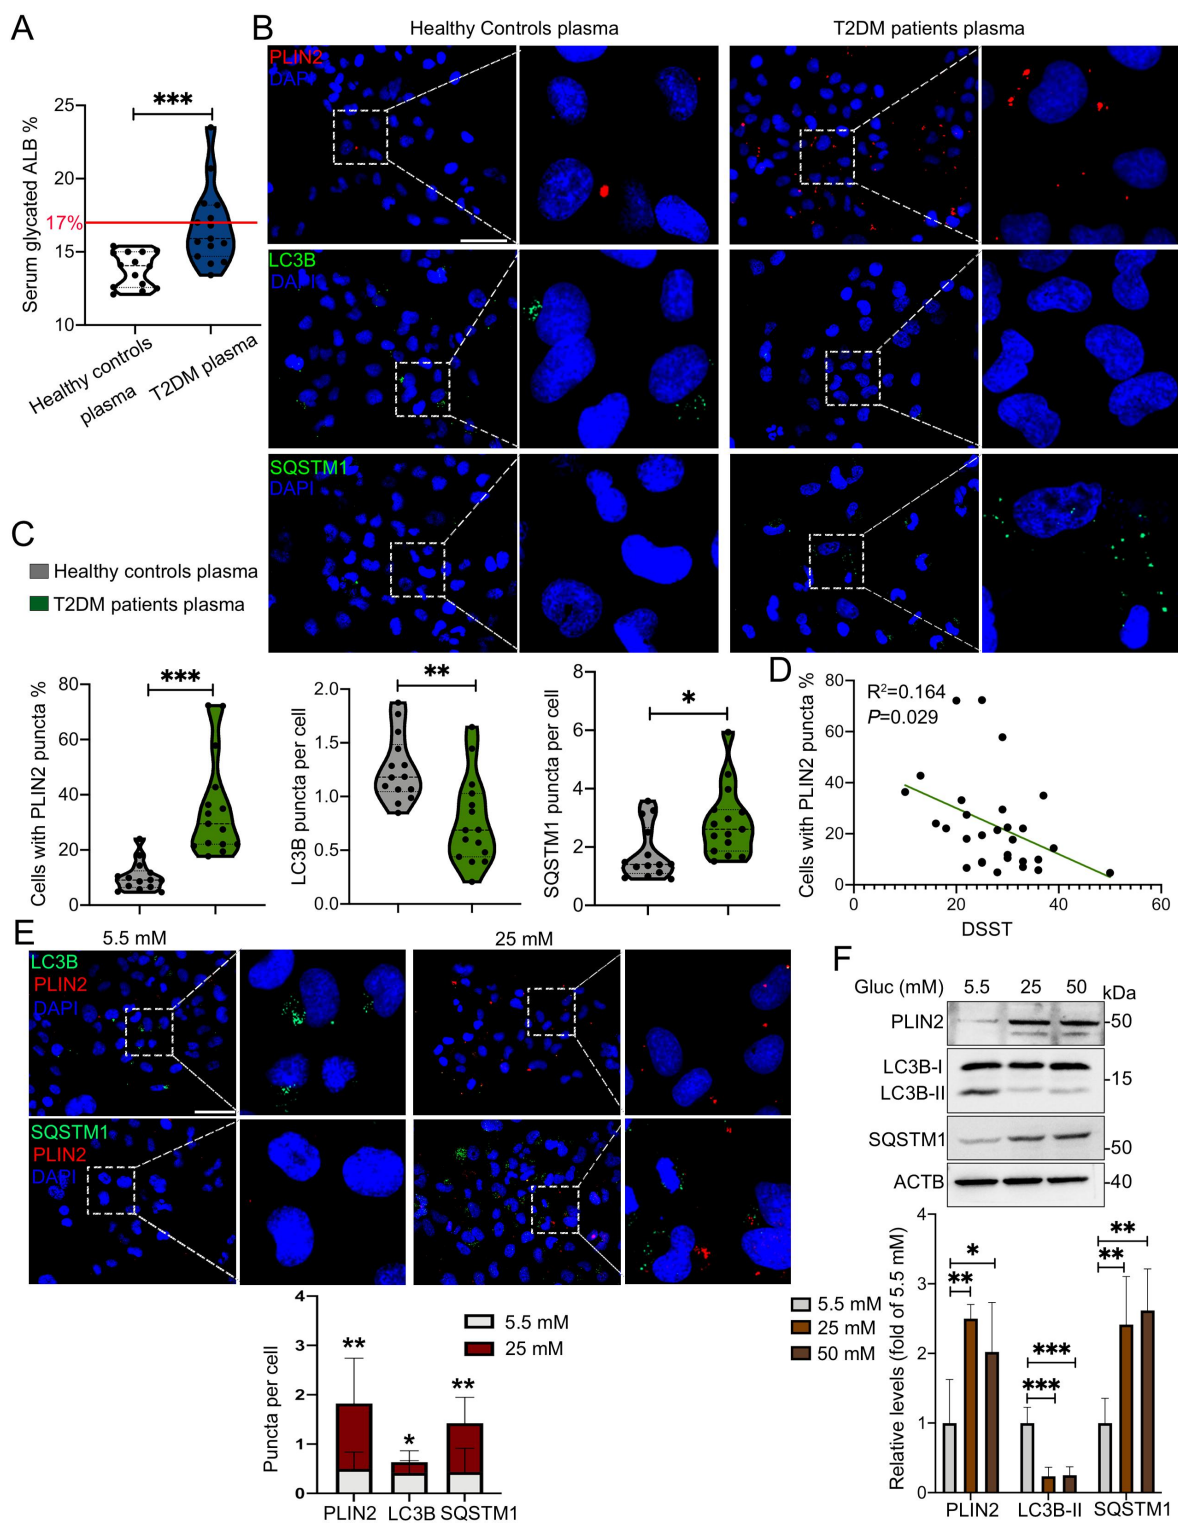 A
Serum glycated ALB %
25
20
17%
15
10
***
Healthy controls
plasma
T2DM plasma
B
Healthy Controls plasma
T2DM patients plasma
PLIN2
DAPI
LC3B
DAPI
SQSTM1
DAPI
C
Healthy controls plasma
T2DM patients plasma
Cells with PLIN2 puncta %
80
60
40
20
0
***
LC3B puncta per cell
2.0
1.5
1.0
0.5
0.0
**
SQSTM1 puncta per cell
8
6
4
2
0
*
D
Cells with PLIN2 puncta %
80
60
40
20
0
R²=0.164
P=0.029
0 20 40 60
DSST
E
5.5 mM
25 mM
LC3B
PLIN2
DAPI
SQSTM1
PLIN2
DAPI
Puncta per cell
4
3
2
1
0
** * **
5.5 mM
25 mM
PLIN2 LC3B SQSTM1
F
Gluc (mM) 5.5 25 50 kDa
PLIN2 -50
LC3B-I
-15
LC3B-II
SQSTM1
-50
ACTB -40
Relative levels (fold of 5.5 mM)
4
3
2
1
0
5.5 mM
25 mM
50 mM
*
**
***
***
**
**
PLIN2 LC3B-II SQSTM1